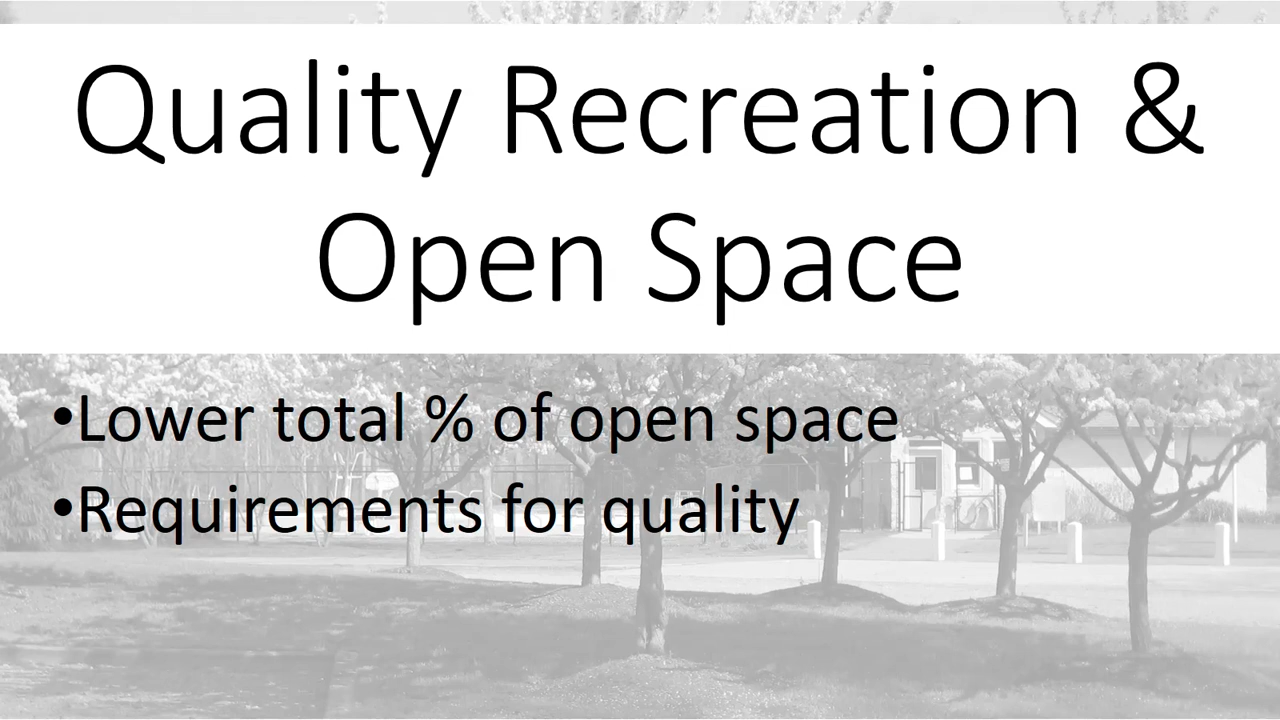 Quality Recreation &
Open Space
•Lower total % of open space
•Requirements for quality